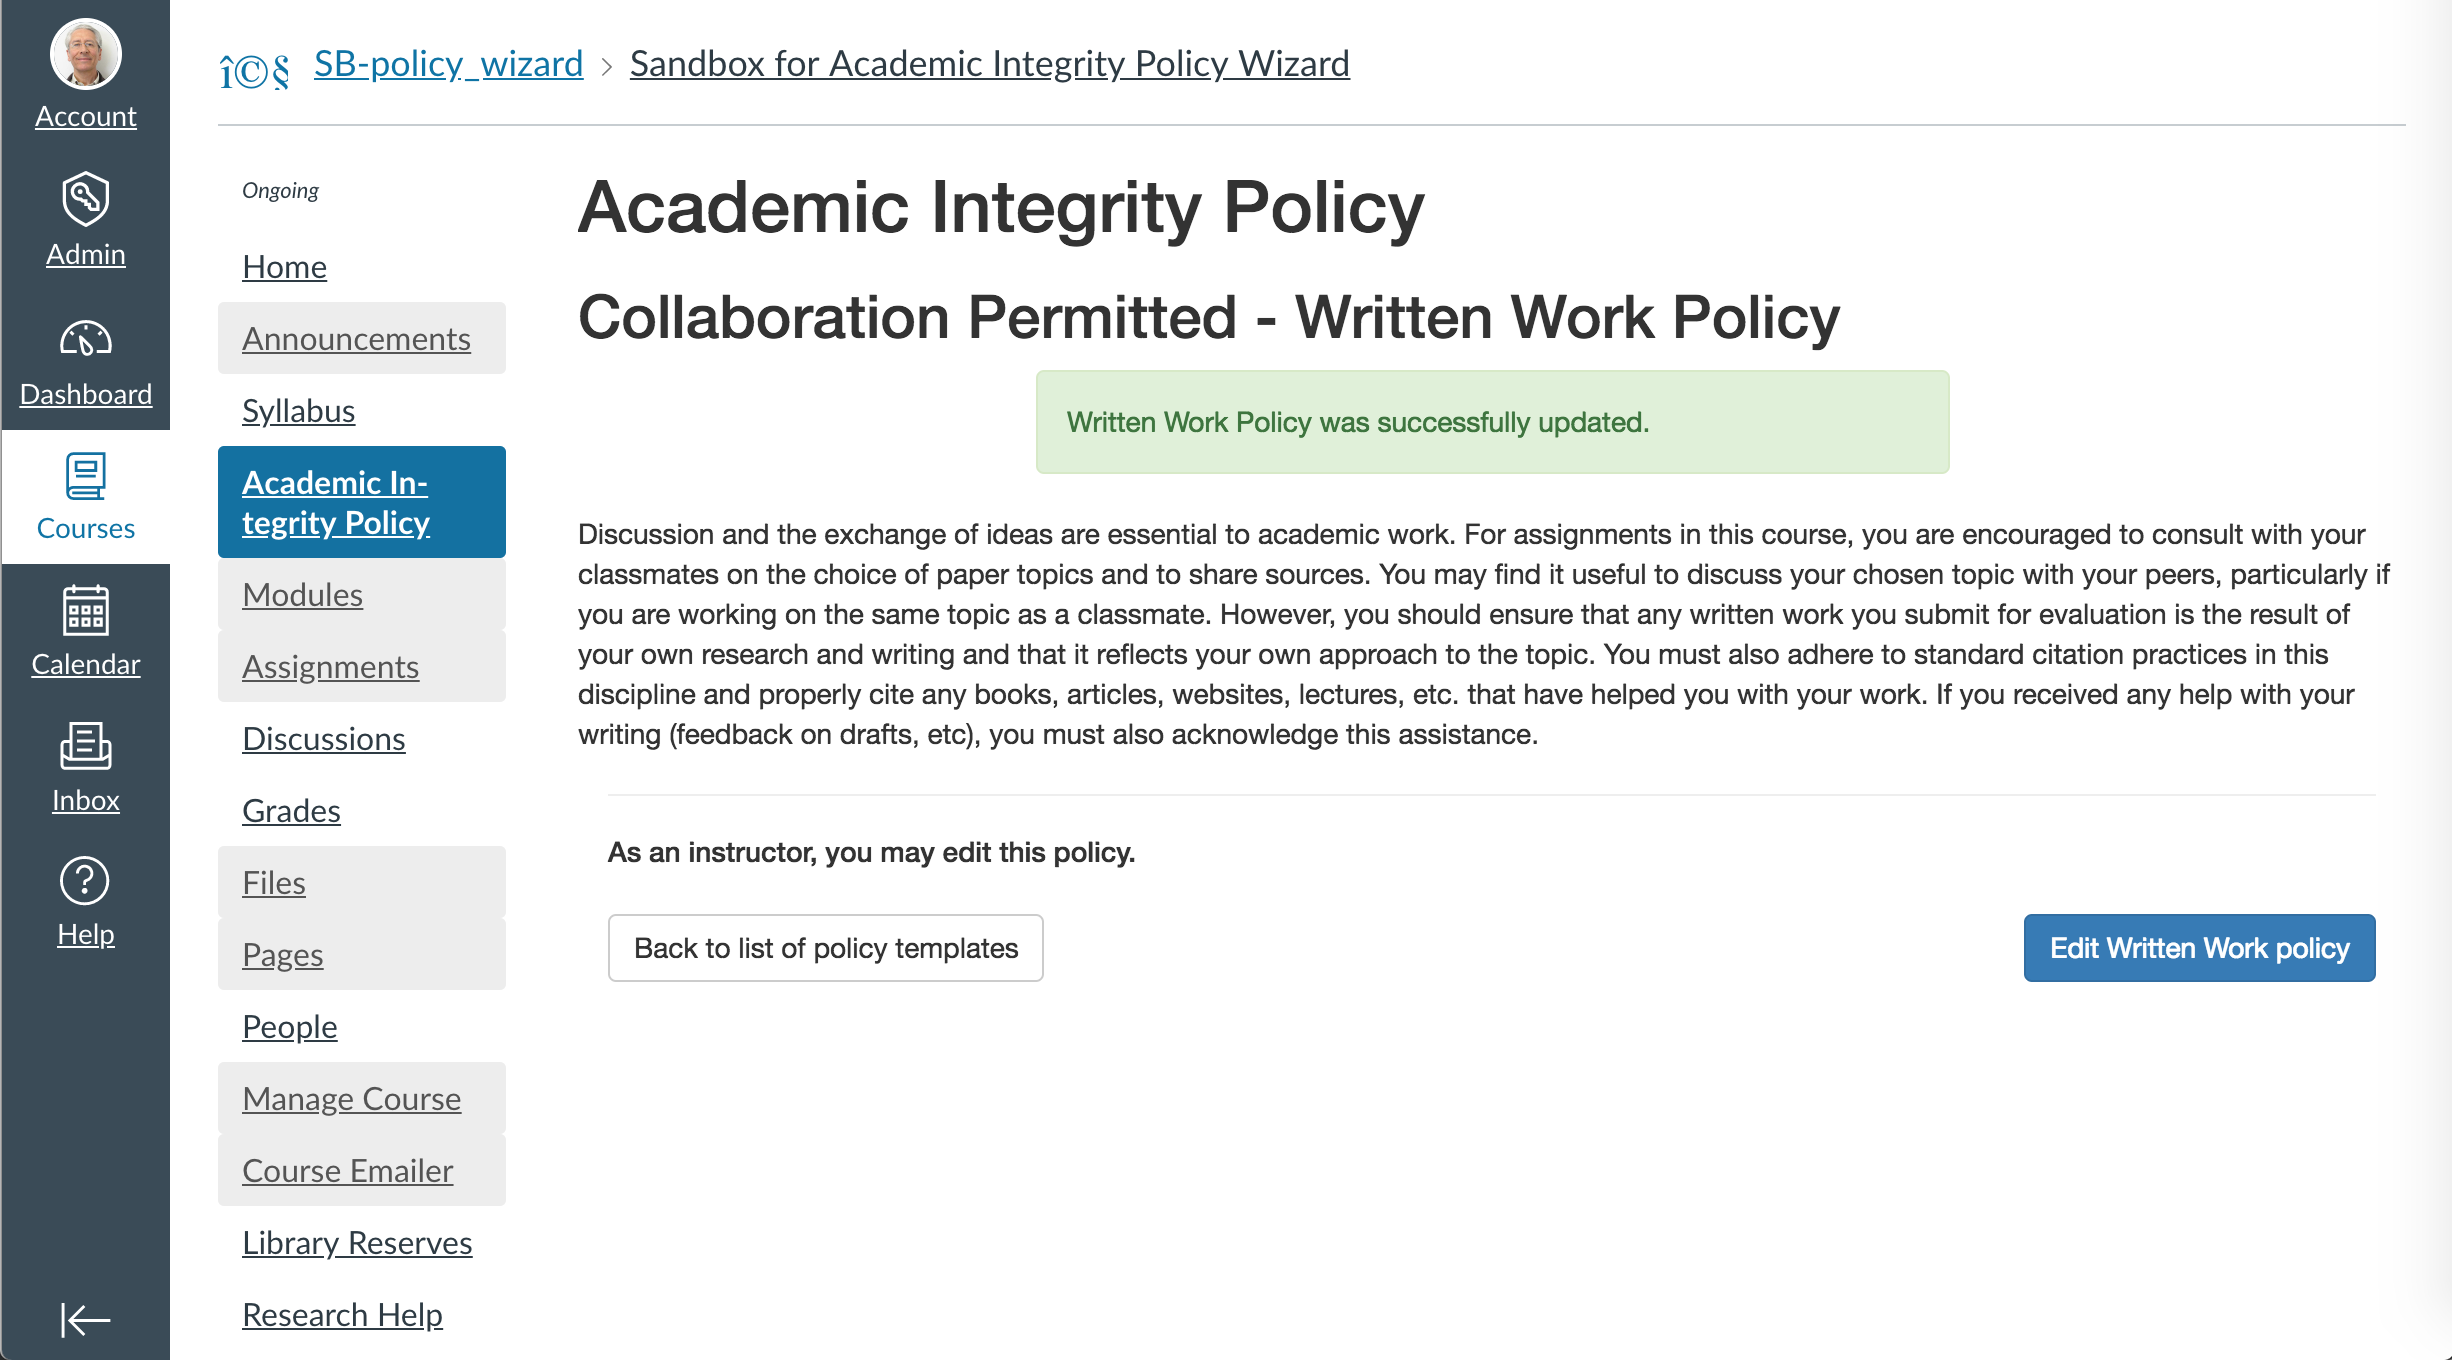 Account
Admin
Dashboard
Courses
Calendar
Inbox
Help
î©§ SB-policy_wizard > Sandbox for Academic Integrity Policy Wizard
Ongoing
Home
Announcements
Syllabus
Academic In-
tegrity Policy
Modules
Assignments
Discussions
Grades
Files
Pages
People
Manage Course
Course Emailer
Library Reserves
Research Help
Academic Integrity Policy
Collaboration Permitted - Written Work Policy
Written Work Policy was successfully updated.
Discussion and the exchange of ideas are essential to academic work. For assignments in this course, you are encouraged to consult with your
classmates on the choice of paper topics and to share sources. You may find it useful to discuss your chosen topic with your peers, particularly if
you are working on the same topic as a classmate. However, you should ensure that any written work you submit for evaluation is the result of
your own research and writing and that it reflects your own approach to the topic. You must also adhere to standard citation practices in this
discipline and properly cite any books, articles, websites, lectures, etc. that have helped you with your work. If you received any help with your
writing (feedback on drafts, etc), you must also acknowledge this assistance.
As an instructor, you may edit this policy.
Back to list of policy templates
Edit Written Work policy